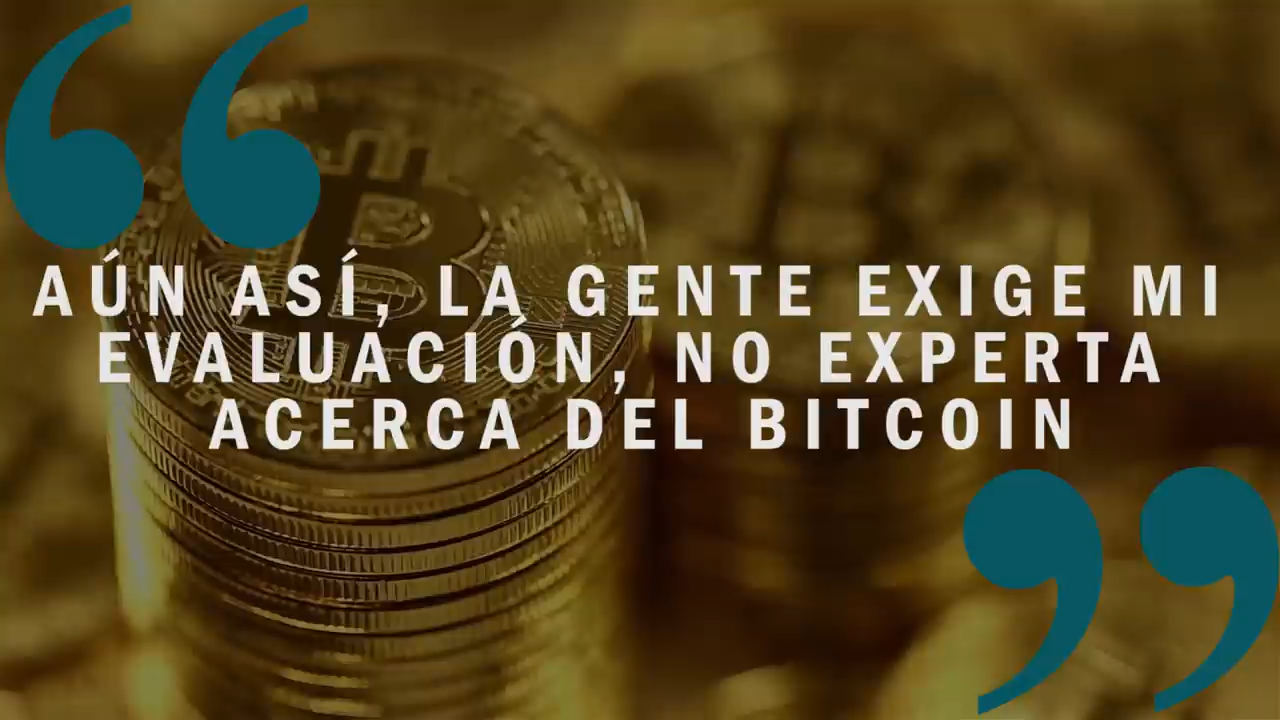 AÚN ASÍ, LA GENTE EXIGE MI
EVALUACIÓN, NO EXPERTA
ACERCA DEL BITCOIN